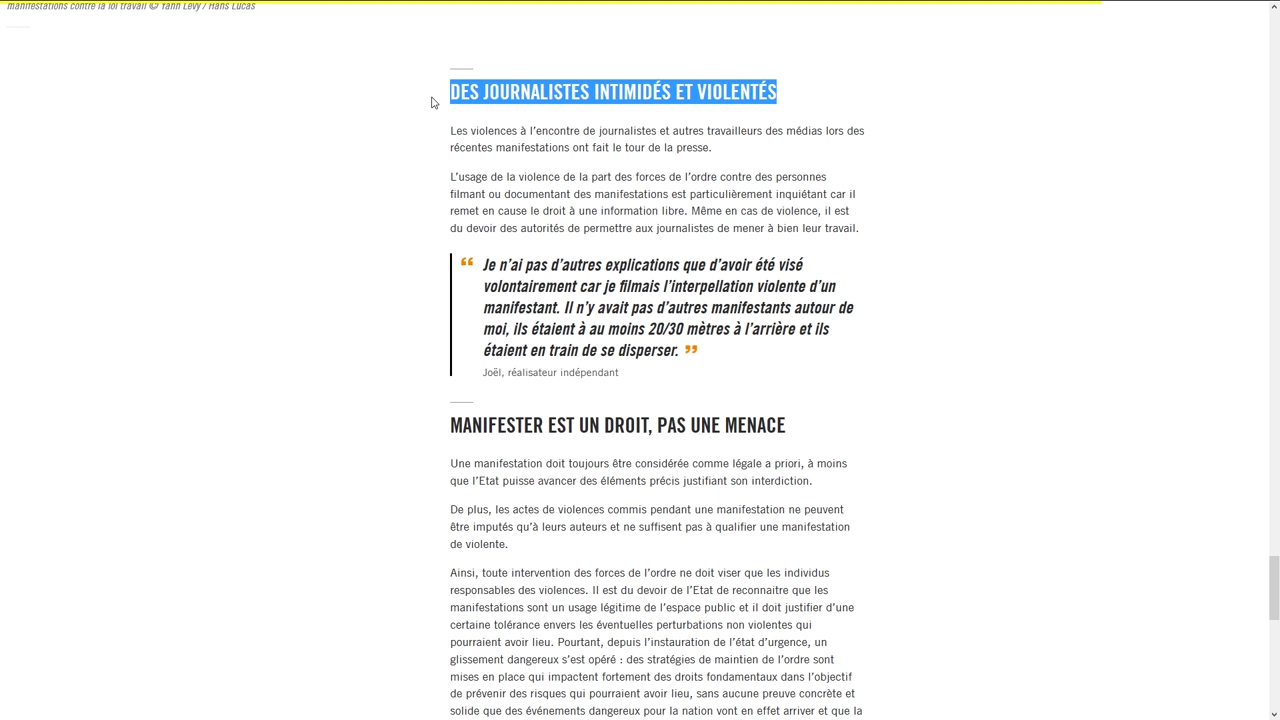 manifestations contre la loi travail © Yann Levy / Hans Lucas
DES JOURNALISTES INTIMIDÉS ET VIOLENTÉS
Les violences à l’encontre de journalistes et autres travailleurs des médias lors des
récentes manifestations ont fait le tour de la presse.
L’usage de la violence de la part des forces de l’ordre contre des personnes
filmant ou documentant des manifestations est particulièrement inquiétant car il
remet en cause le droit à une information libre. Même en cas de violence, il est
du devoir des autorités de permettre aux journalistes de mener à bien leur travail.
“ Je n’ai pas d’autres explications que d’avoir été visé
volontairement car je filmais l’interpellation violente d’un
manifestant. Il n’y avait pas d’autres manifestants autour de
moi, ils étaient à au moins 20/30 mètres à l’arrière et ils
étaient en train de se disperser. ”
Joël, réalisateur indépendant
MANIFESTER EST UN DROIT, PAS UNE MENACE
Une manifestation doit toujours être considérée comme légale a priori, à moins
que l’Etat puisse avancer des éléments précis justifiant son interdiction.
De plus, les actes de violences commis pendant une manifestation ne peuvent
être imputés qu’à leurs auteurs et ne suffisent pas à qualifier une manifestation
de violente.
Ainsi, toute intervention des forces de l’ordre ne doit viser que les individus
responsables des violences. Il est du devoir de l’Etat de reconnaitre que les
manifestations sont un usage légitime de l’espace public et il doit justifier d’une
certaine tolérance envers les éventuelles perturbations non violentes qui
pourraient avoir lieu. Pourtant, depuis l’instauration de l’état d’urgence, un
glissement dangereux s’est opéré : des stratégies de maintien de l’ordre sont
mises en place qui impactent fortement des droits fondamentaux dans l’objectif
de prévenir des risques qui pourraient avoir lieu, sans aucune preuve concrète et
solide que des événements dangereux pour la nation vont en effet arriver et que la